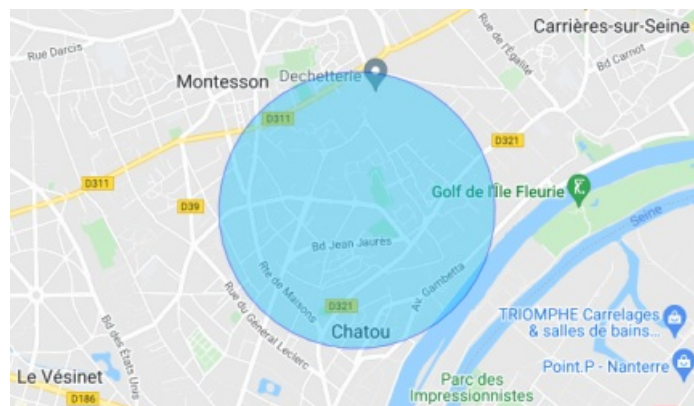 Carrières-sur-Seine
Rue Darcis
Rue de l'Égalité
Bd Carnot
Montesson
Dechetterie
D311
D321
D311
D39
Golf de l'Île Fleurie
Seine
Bd Jean Jaures
Rte de Maisons
Av. Gambetta
Rue du Général Leclerc
D321
Chatou
TRIOMPHE Carrelages
& salles de bains...
Bd des États Unis
Point.P - Nanterre
Le Vésinet
Parc des
Impressionnistes
D186